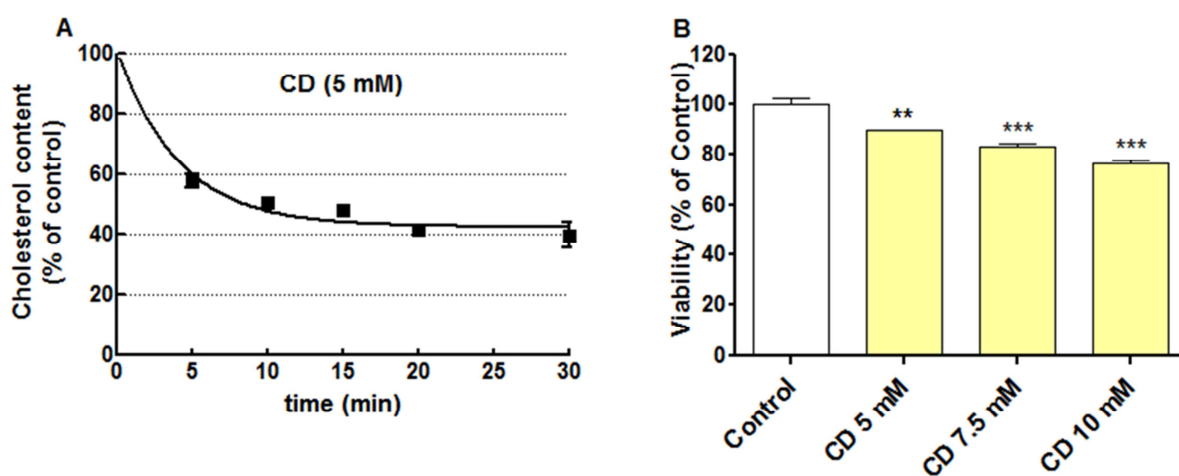 A
CD (5 mM)
Cholesterol content
(% of control)
100
80
60
40
20
0
0 5 10 15 20 25 30
time (min)
B
Viability (% of Control)
120
100
80
60
40
20
0
**
***
***
Control
CD 5 mM
CD 7.5 mM
CD 10 mM